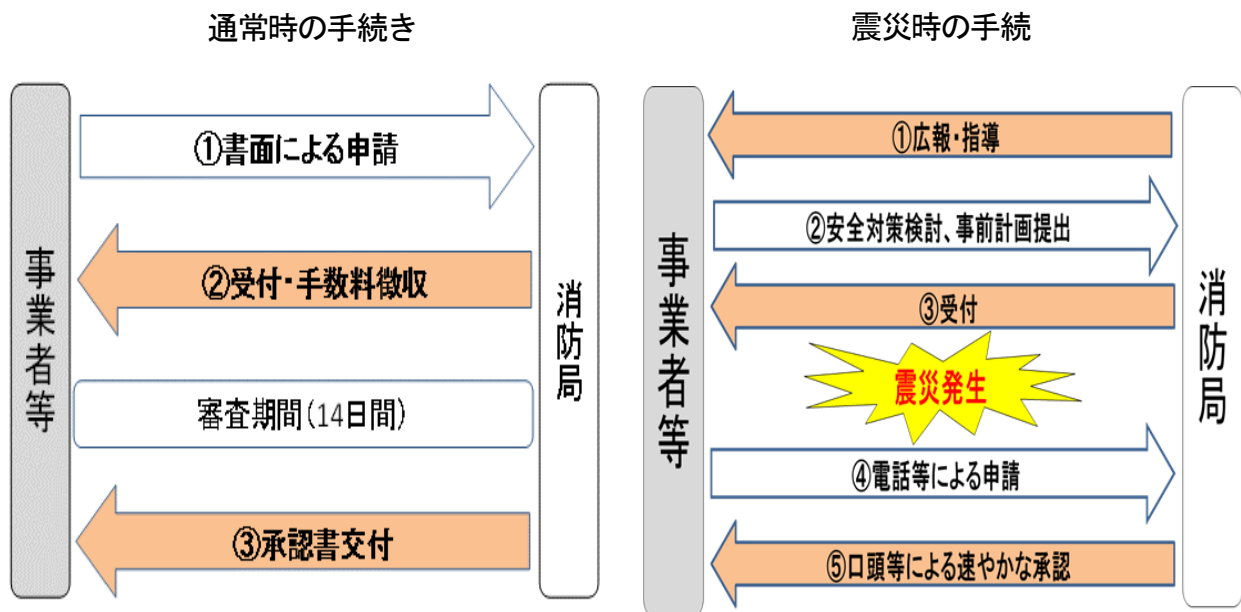 通常時の手続き
事業者等
①書面による申請
②受付・手数料徴収
審査期間(14日間)
③承認書交付
消防局
震災時の手続
事業者等
①広報・指導
②安全対策検討、事前計画提出
③受付
震災発生
④電話等による申請
⑤口頭等による速やかな承認
消防局